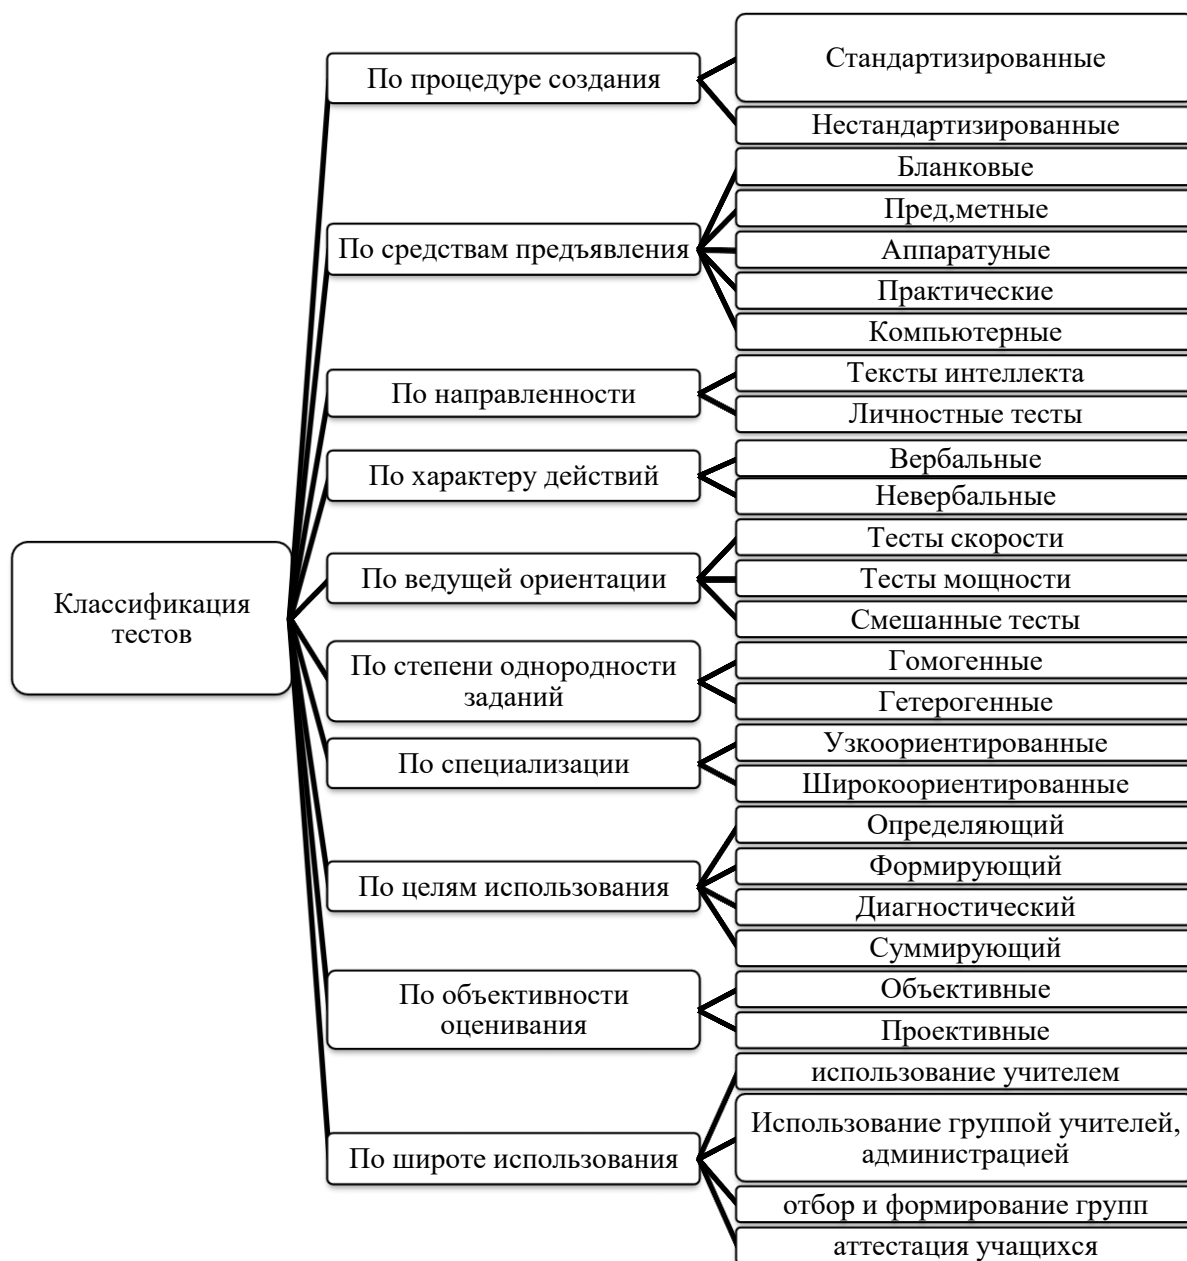 Классификация
тестов
По процедуре создания
Стандартизированные
Нестандартизированные
По средствам предъявления
Бланковые
Пред,метные
Аппаратуные
Практические
Компьютерные
По направленности
Тексты интеллекта
Личностные тесты
По характеру действий
Вербальные
Невербальные
По ведущей ориентации
Тесты скорости
Тесты мощности
Смешанные тесты
По степени однородности
заданий
Гомогенные
Гетерогенные
По специализации
Узкоориентированные
Широкоориентированные
По целям использования
Определяющий
Формирующий
Диагностический
Суммирующий
По объективности
оценивания
Объективные
Проективные
По широте использования
использование учителем
Использование группой учителей,
администрацией
отбор и формирование групп
аттестация учащихся